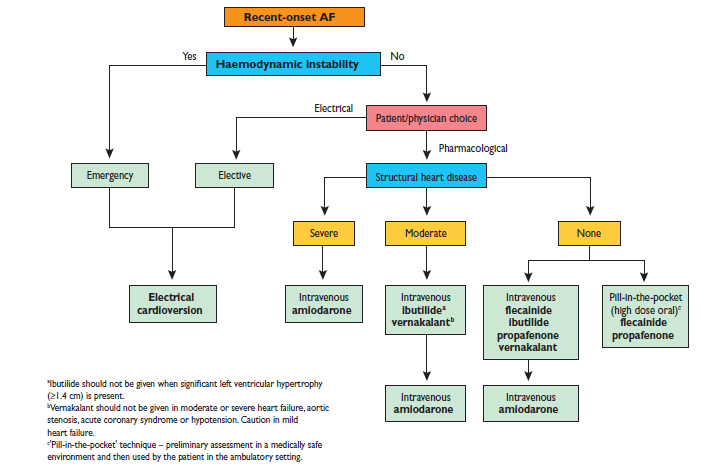 Recent-onset AF
Yes
Haemodynamic instability
No
Electrical
Patient/physician choice
Pharmacological
Emergency
Elective
Structural heart disease
Severe
Moderate
None
Electrical
cardioversion
Intravenous
amiodarone
Intravenous
ibutilideᵃ
vernakalantᵇ
Intravenous
flecainide
ibutilide
propafenone
vernakalant
Pill-in-the-pocket
(high dose oral)ᶜ
flecainide
propafenone
Intravenous
amiodarone
Intravenous
amiodarone
ᵃIbutilide should not be given when significant left ventricular hypertrophy
(≥1.4 cm) is present.
ᵇVernakalant should not be given in moderate or severe heart failure, aortic
stenosis, acute coronary syndrome or hypotension. Caution in mild
heart failure.
ᶜ‘Pill-in-the-pocket’ technique – preliminary assessment in a medically safe
environment and then used by the patient in the ambulatory setting.